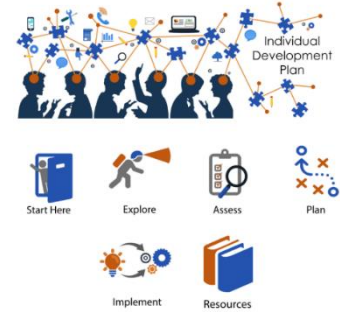 Individual
Development
Plan
Start Here
Explore
Assess
Plan
Implement
Resources